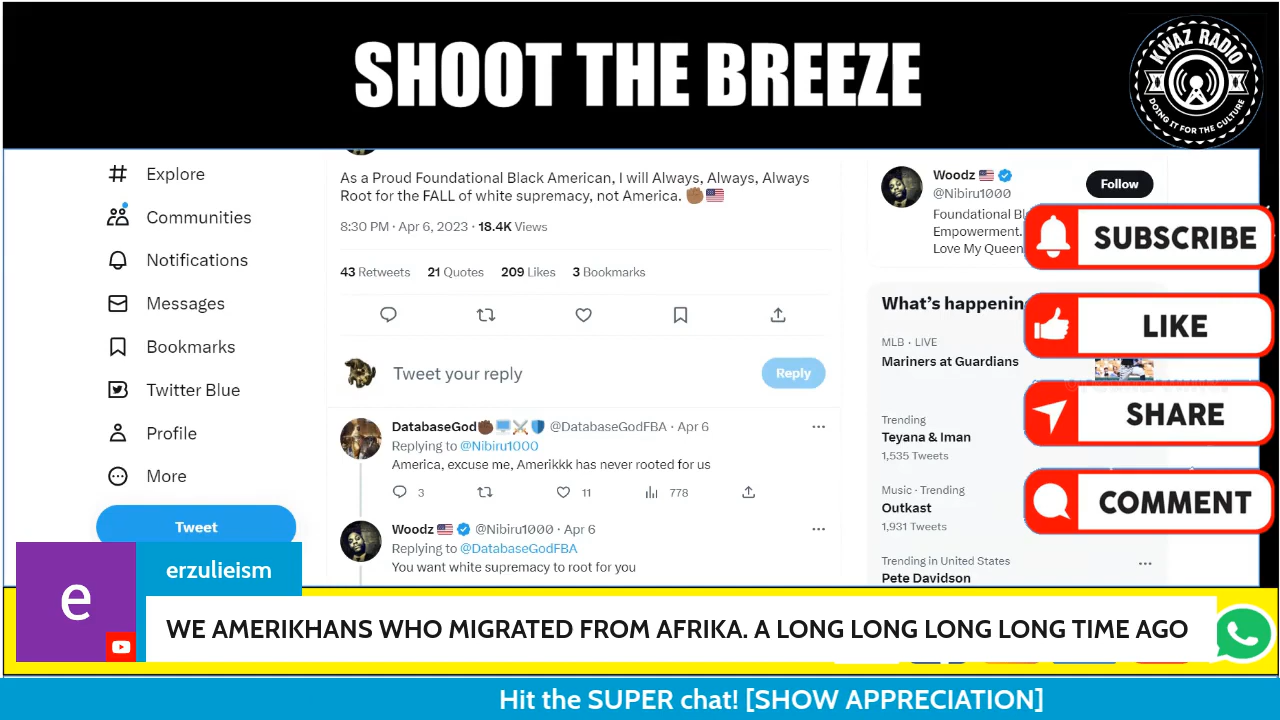 SHOOT THE BREEZE
KWAZ RADIO
DOING IT FOR THE CULTURE
Explore
Communities
Notifications
Messages
Bookmarks
Twitter Blue
Profile
More
Tweet
As a Proud Foundational Black American, I will Always, Always, Always
Root for the FALL of white supremacy, not America. ✊🏾🇺🇸
8:30 PM · Apr 6, 2023 · 18.4K Views
43 Retweets 21 Quotes 209 Likes 3 Bookmarks
Tweet your reply
Reply
DatabaseGod✊🏾🖥️⚔️🛡️ @DatabaseGodFBA · Apr 6
Replying to @Nibiru1000
America, excuse me, Amerikkk has never rooted for us
3 11 778
Woodz 🇺🇸 @Nibiru1000 · Apr 6
Replying to @DatabaseGodFBA
You want white supremacy to root for you
Woodz 🇺🇸
@Nibiru1000
Follow
Foundational Bl
Empowerment.
Love My Queen
What's happenin
MLB · LIVE
Mariners at Guardians
Trending
Teyana & Iman
1,535 Tweets
Music · Trending
Outkast
1,931 Tweets
Trending in United States
Pete Davidson
SUBSCRIBE
LIKE
SHARE
COMMENT
e
erzulieism
WE AMERIKHANS WHO MIGRATED FROM AFRIKA. A LONG LONG LONG LONG TIME AGO
Hit the SUPER chat! [SHOW APPRECIATION]